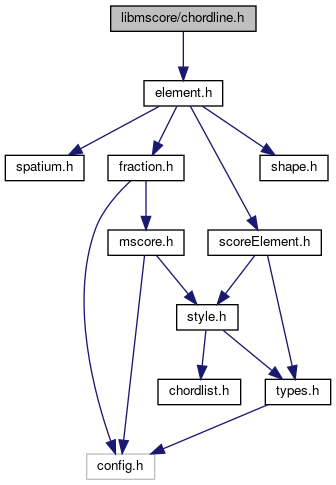 libmscore/chordline.h
element.h
spatium.h
fraction.h
shape.h
mscore.h
scoreElement.h
style.h
chordlist.h
types.h
config.h